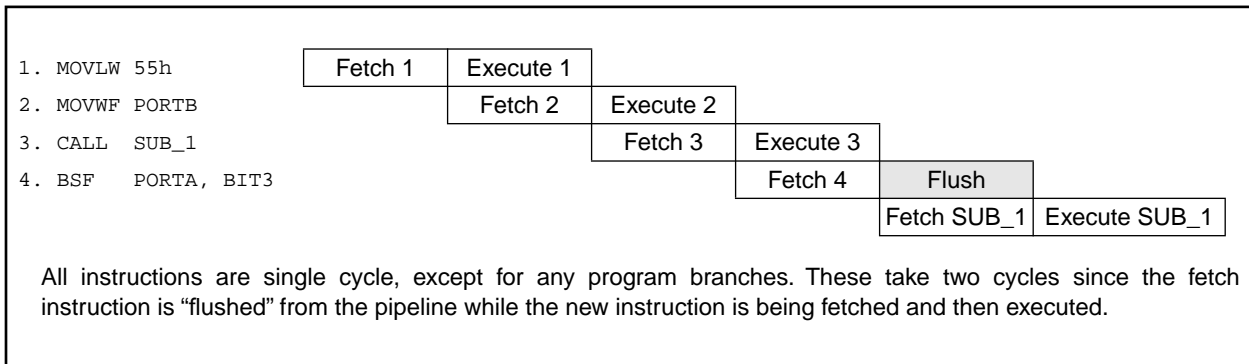 1. MOVLW 55h Fetch 1 Execute 1
2. MOVWF PORTB Fetch 2 Execute 2
3. CALL SUB_1 Fetch 3 Execute 3
4. BSF PORTA, BIT3 Fetch 4 Flush
Fetch SUB_1 Execute SUB_1
All instructions are single cycle, except for any program branches. These take two cycles since the fetch
instruction is “flushed” from the pipeline while the new instruction is being fetched and then executed.